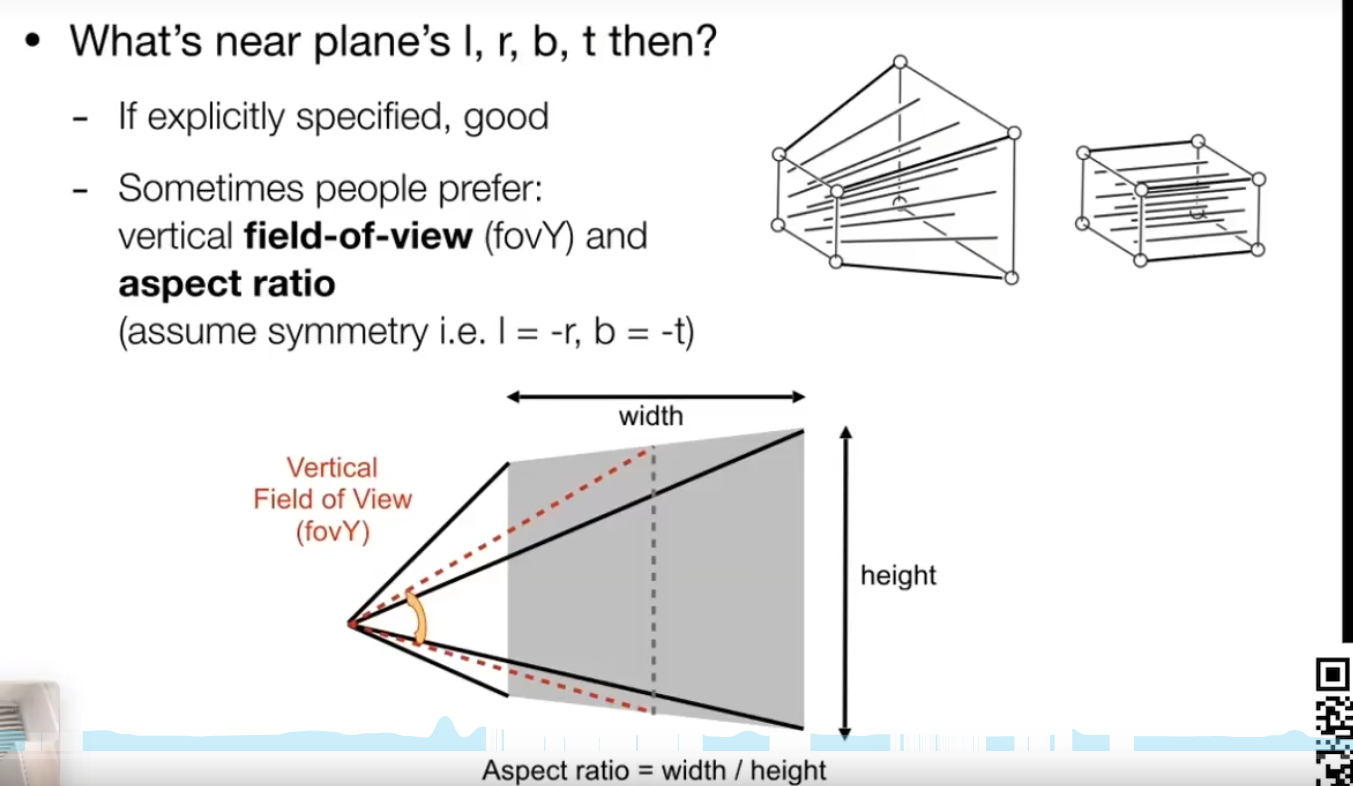 • What's near plane's l, r, b, t then?
- If explicitly specified, good
- Sometimes people prefer:
vertical field-of-view (fovY) and
aspect ratio
(assume symmetry i.e. l = -r, b = -t)
width
Vertical
Field of View
(fovY)
height
Aspect ratio = width / height